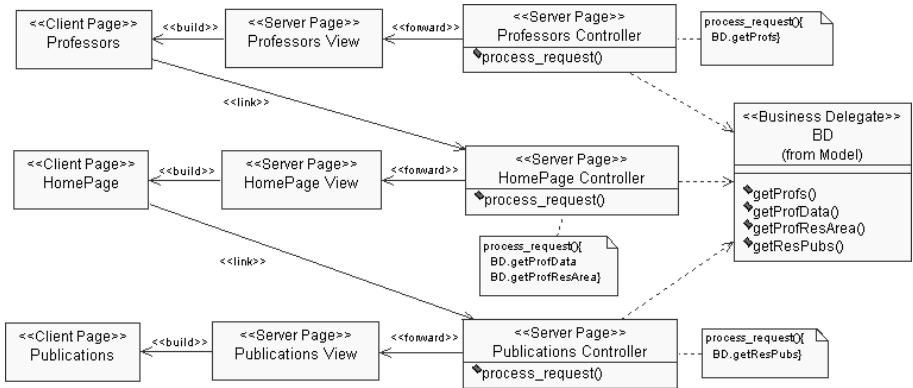 <<Client Page>>
Professors
<<build>>
<<Server Page>>
Professors View
<<forward>>
<<Server Page>>
Professors Controller
process_request()
process_request(){
BD.getProfs}
<<link>>
<<Business Delegate>>
BD
(from Model)
getProfs()
getProfData()
getProfResArea()
getResPubs()
<<Client Page>>
HomePage
<<build>>
<<Server Page>>
HomePage View
<<forward>>
<<Server Page>>
HomePage Controller
process_request()
process_request(){
BD.getProfData
BD.getProfResArea}
<<link>>
<<Client Page>>
Publications
<<build>>
<<Server Page>>
Publications View
<<forward>>
<<Server Page>>
Publications Controller
process_request()
process_request(){
BD.getResPubs}